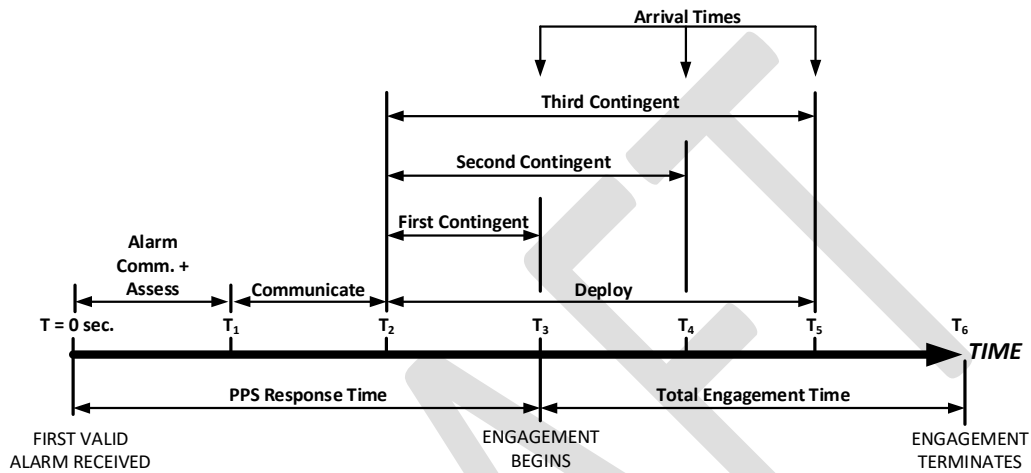 Arrival Times
Third Contingent
Second Contingent
First Contingent
Alarm
Comm. +
Assess
Communicate
Deploy
T = 0 sec.
T₁
T₂
T₃
T₄
T₅
T₆
TIME
PPS Response Time
Total Engagement Time
FIRST VALID
ALARM RECEIVED
ENGAGEMENT
BEGINS
ENGAGEMENT
TERMINATES